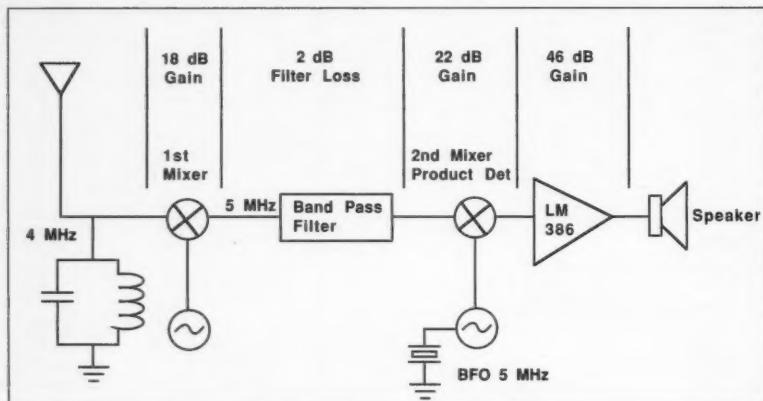 18 dB
Gain
2 dB
Filter Loss
22 dB
Gain
46 dB
Gain
1st
Mixer
2nd Mixer
Product Det
4 MHz
5 MHz
Band Pass
Filter
LM
386
Speaker
BFO 5 MHz